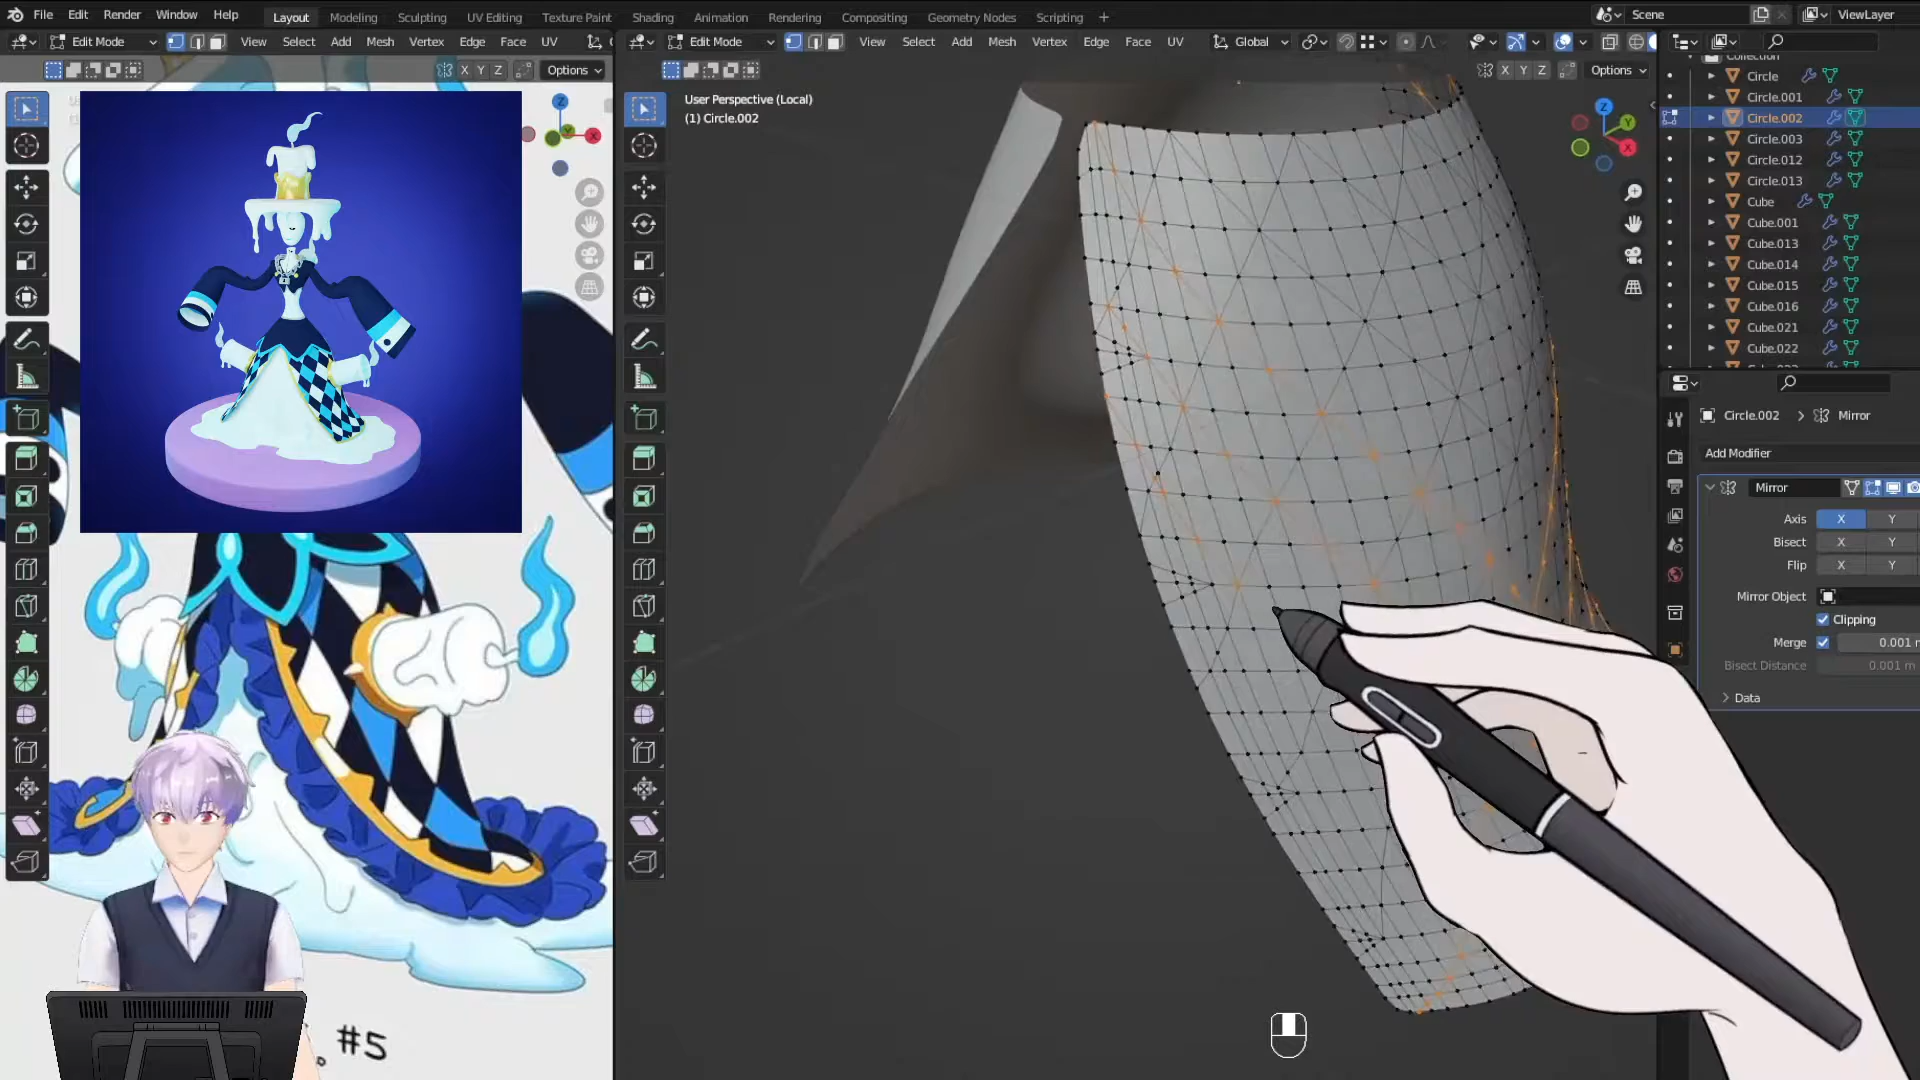 File Edit Render Window Help Layout Modeling Sculpting UV Editing Texture Paint Shading Animation Rendering Compositing Geometry Nodes Scripting + Scene ViewLayer
Edit Mode View Select Add Mesh Vertex Edge Face UV
Edit Mode View Select Add Mesh Vertex Edge Face UV Global
X Y Z Options
X Y Z Options
User Perspective (Local)
(1) Circle.002
Z
X
Z
Y
X
Circle
Circle.001
Circle.002
Circle.003
Circle.012
Circle.013
Cube
Cube.001
Cube.013
Cube.014
Cube.015
Cube.016
Cube.021
Cube.022
Circle.002 > Mirror
Add Modifier
Mirror
Axis X Y
Bisect X Y
Flip X Y
Mirror Object
Clipping
Merge 0.001
Bisect Distance 0.001 m
Data
#5